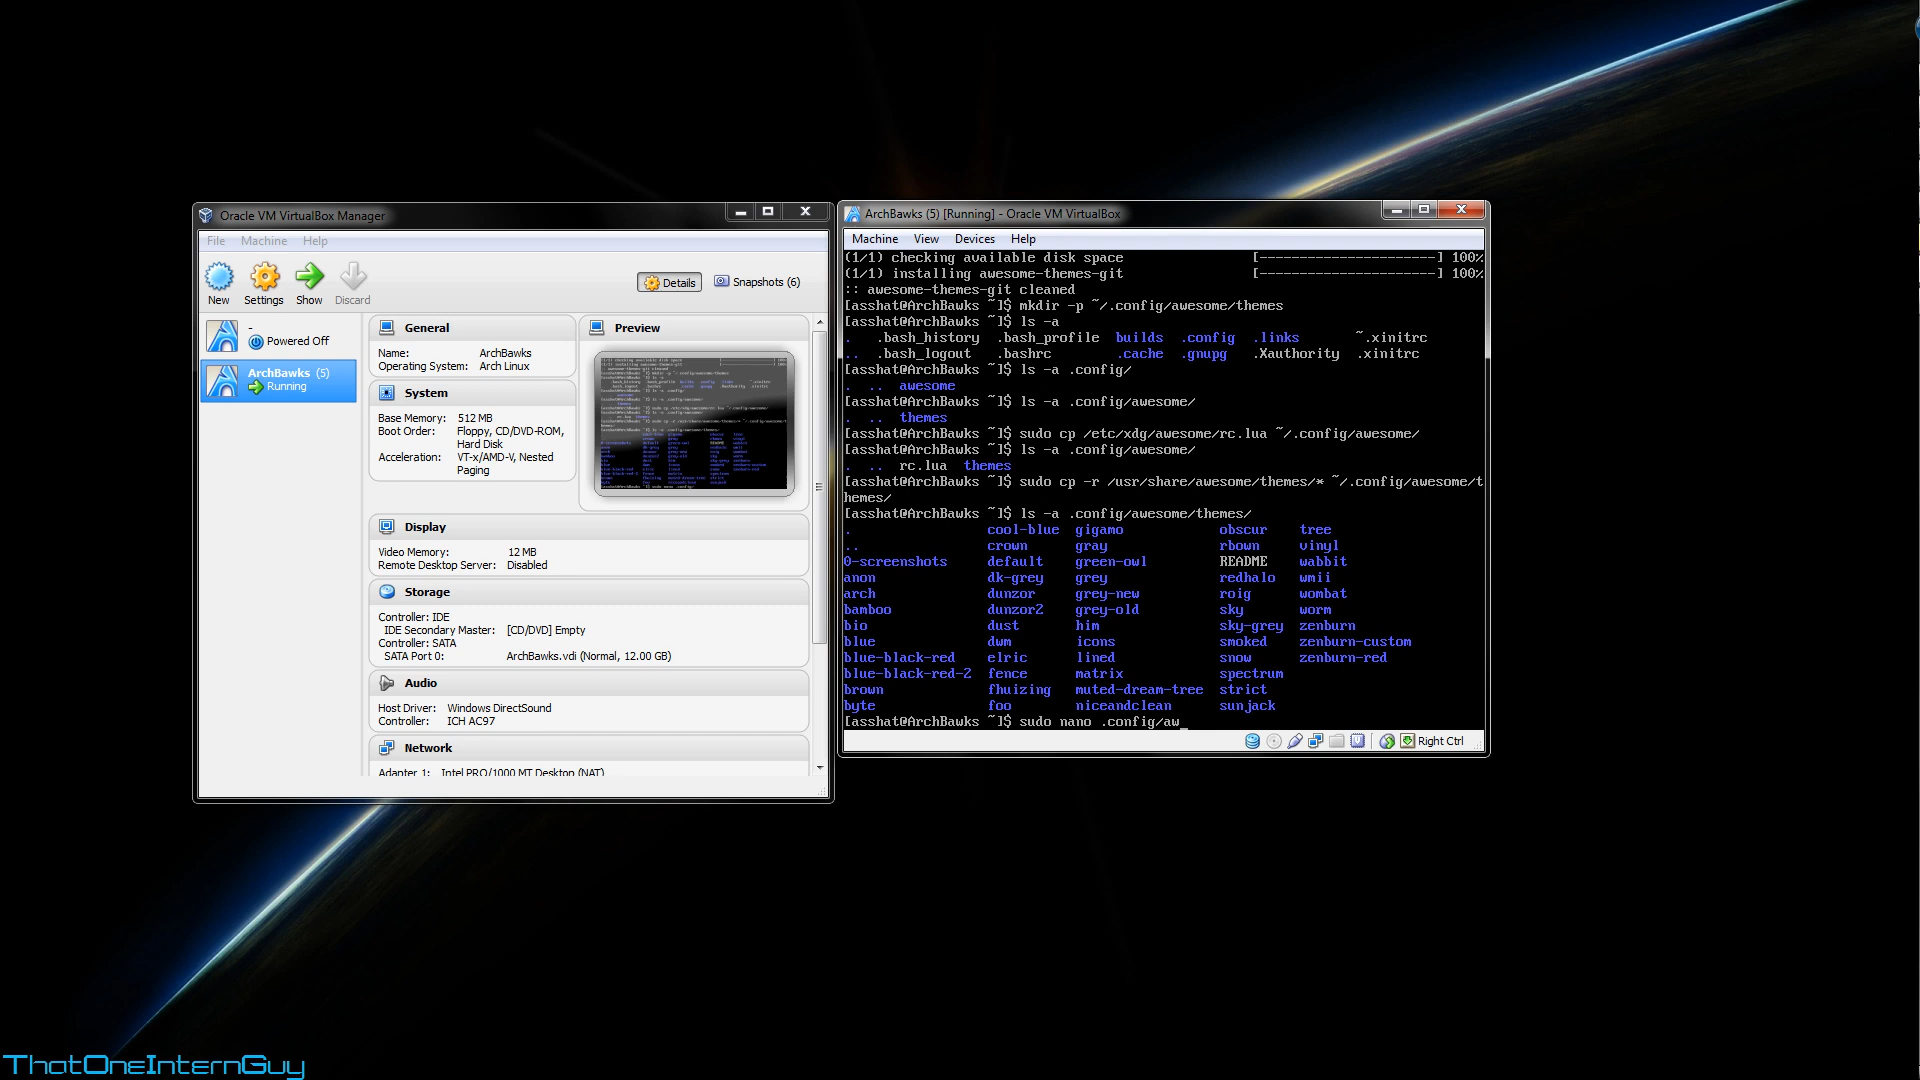 Oracle VM VirtualBox Manager
File Machine Help
New Settings Show Discard
Details Snapshots (6)
-
Powered Off
ArchBawks (5)
Running
General
Name: ArchBawks
Operating System: Arch Linux
System
Base Memory: 512 MB
Boot Order: Floppy, CD/DVD-ROM,
Hard Disk
Acceleration: VT-x/AMD-V, Nested
Paging
Preview
Display
Video Memory: 12 MB
Remote Desktop Server: Disabled
Storage
Controller: IDE
IDE Secondary Master: [CD/DVD] Empty
Controller: SATA
SATA Port 0: ArchBawks.vdi (Normal, 12.00 GB)
Audio
Host Driver: Windows DirectSound
Controller: ICH AC97
Network
Adapter 1: Intel PRO/1000 MT Desktop (NAT)
ArchBawks (5) [Running] - Oracle VM VirtualBox
Machine View Devices Help
(1/1) checking available disk space [----------------------] 100%
(1/1) installing awesome-themes-git [----------------------] 100%
:: awesome-themes-git cleaned
[asshat@ArchBawks ~]$ mkdir -p ~/.config/awesome/themes
[asshat@ArchBawks ~]$ ls -a
. .bash_history .bash_profile builds .config .links ~.xinitrc
.. .bash_logout .bashrc .cache .gnupg .Xauthority .xinitrc
[asshat@ArchBawks ~]$ ls -a .config/
. .. awesome
[asshat@ArchBawks ~]$ ls -a .config/awesome/
. .. themes
[asshat@ArchBawks ~]$ sudo cp /etc/xdg/awesome/rc.lua ~/.config/awesome/
[asshat@ArchBawks ~]$ ls -a .config/awesome/
. .. rc.lua themes
[asshat@ArchBawks ~]$ sudo cp -r /usr/share/awesome/themes/* ~/.config/awesome/t
hemes/
[asshat@ArchBawks ~]$ ls -a .config/awesome/themes/
. cool-blue gigamo obscur tree
.. crown gray rbown vinyl
0-screenshots default green-owl README wabbit
anon dk-grey grey redhalo wmii
arch dunzor grey-new roig wombat
bamboo dunzor2 grey-old sky worm
bio dust him sky-grey zenburn
blue dwm icons smoked zenburn-custom
blue-black-red elric lined snow zenburn-red
blue-black-red-2 fence matrix spectrum
brown fhuizing muted-dream-tree strict
byte foo niceandclean sunjack
[asshat@ArchBawks ~]$ sudo nano .config/aw_
Right Ctrl
ThatOneInternGuy